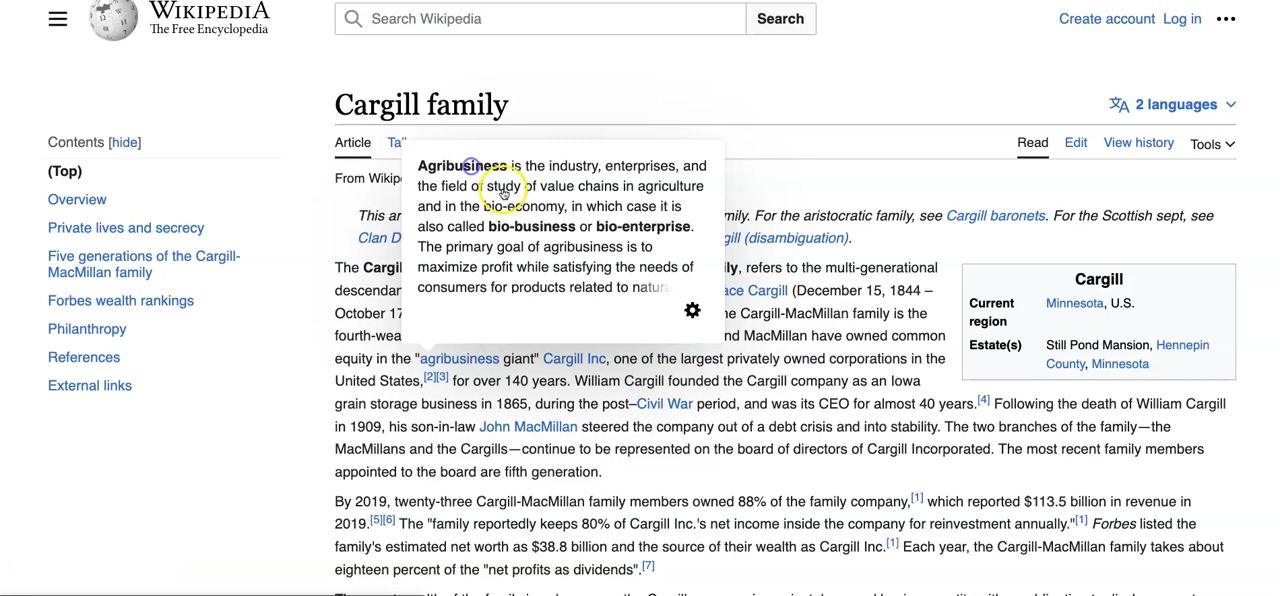 WIKIPEDIA
The Free Encyclopedia
Search Wikipedia
Search
Create account Log in
Cargill family
2 languages
Contents [hide]
(Top)
Overview
Private lives and secrecy
Five generations of the Cargill-
MacMillan family
Forbes wealth rankings
Philanthropy
References
External links
Article
Read Edit View history Tools
Agribusiness is the industry, enterprises, and
the field of study of value chains in agriculture
and in the bio-economy, in which case it is
also called bio-business or bio-enterprise.
The primary goal of agribusiness is to
maximize profit while satisfying the needs of
consumers for products related to
From
This
For the aristocratic family, see Cargill baronets. For the Scottish sept, see
Clan
(disambiguation).
The
refers to the multi-generational
Cargill (December 15, 1844 –
October
Cargill-MacMillan family is the
and MacMillan have owned common
equity in the "agribusiness giant" Cargill Inc, one of the largest privately owned corporations in the
United States,[2][3] for over 140 years. William Cargill founded the Cargill company as an Iowa
grain storage business in 1865, during the post–Civil War period, and was its CEO for almost 40 years.[4] Following the death of William Cargill
in 1909, his son-in-law John MacMillan steered the company out of a debt crisis and into stability. The two branches of the family—the
MacMillans and the Cargills—continue to be represented on the board of directors of Cargill Incorporated. The most recent family members
appointed to the board are fifth generation.
By 2019, twenty-three Cargill-MacMillan family members owned 88% of the family company,[1] which reported $113.5 billion in revenue in
2019.[5][6] The "family reportedly keeps 80% of Cargill Inc.'s net income inside the company for reinvestment annually."[1] Forbes listed the
family's estimated net worth as $38.8 billion and the source of their wealth as Cargill Inc.[1] Each year, the Cargill-MacMillan family takes about
eighteen percent of the "net profits as dividends".[7]
Cargill
Current
region
Minnesota, U.S.
Estate(s)
Still Pond Mansion, Hennepin
County, Minnesota